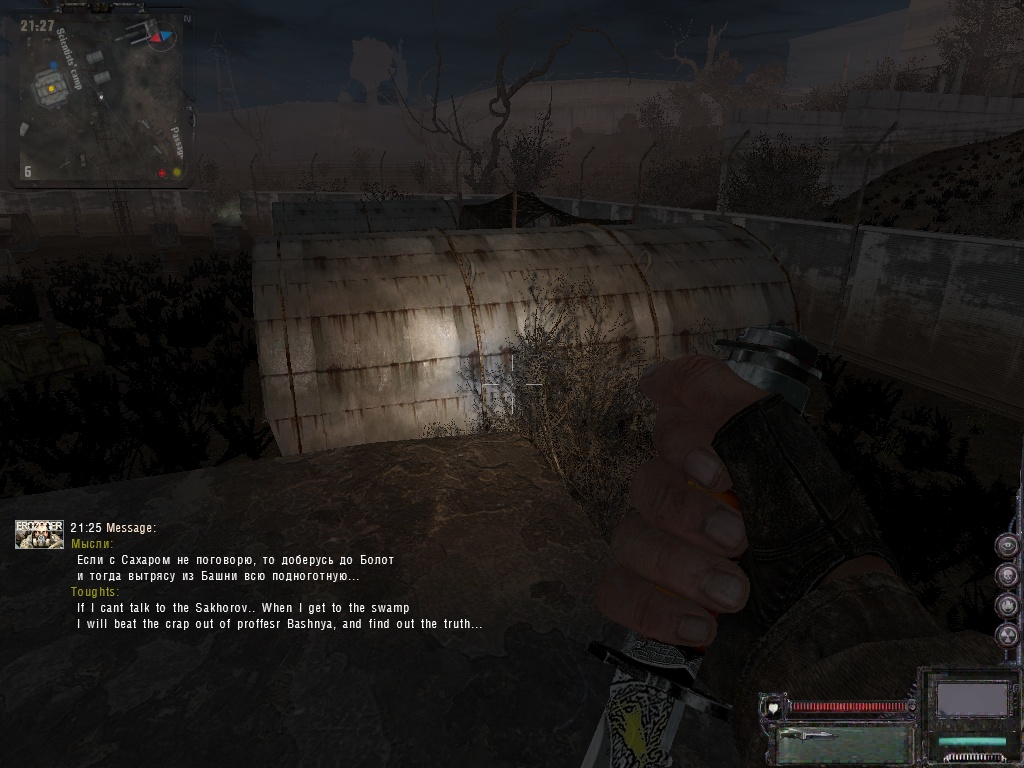 21:27
N
Scientists' camp
6
21:25 Message:
Мысли:
Если с Сахаром не поговорю, то доберусь до Болот
и тогда вытрясу из Башни всю подноготную...
Toughts:
If I cant talk to the Sakhorov.. When I get to the swamp
I will beat the crap out of proffesr Bashnya, and find out the truth...